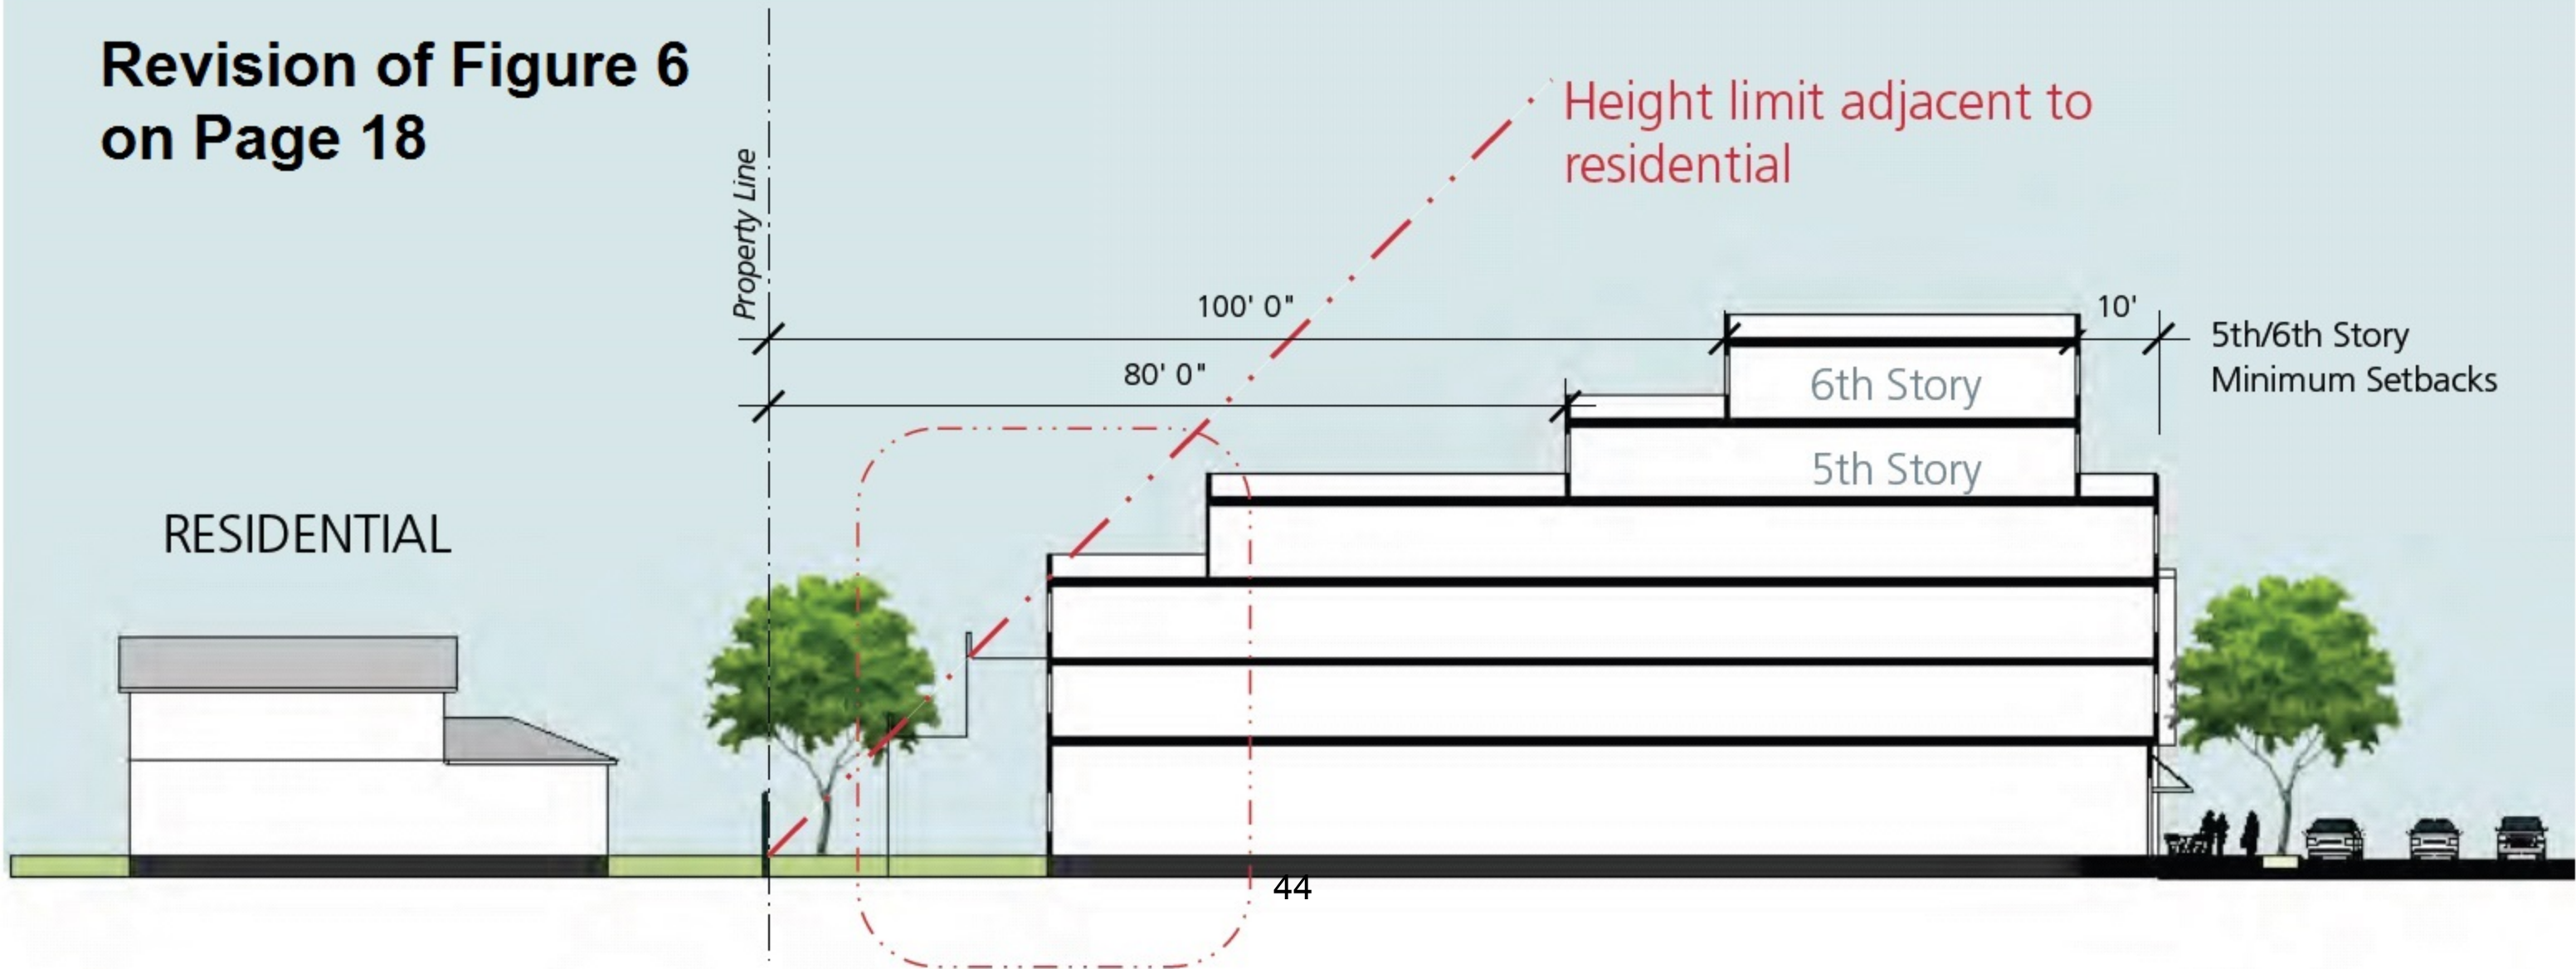 Revision of Figure 6
on Page 18
Property Line
Height limit adjacent to
residential
100' 0"
10'
5th/6th Story
Minimum Setbacks
80' 0"
6th Story
5th Story
RESIDENTIAL
44